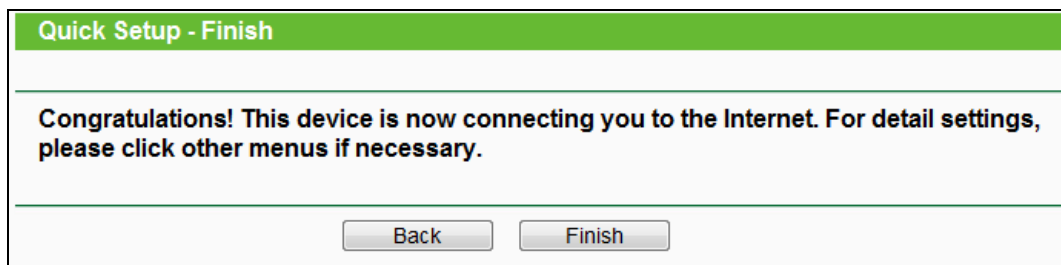 Quick Setup - Finish
Congratulations! This device is now connecting you to the Internet. For detail settings,
please click other menus if necessary.
Back Finish